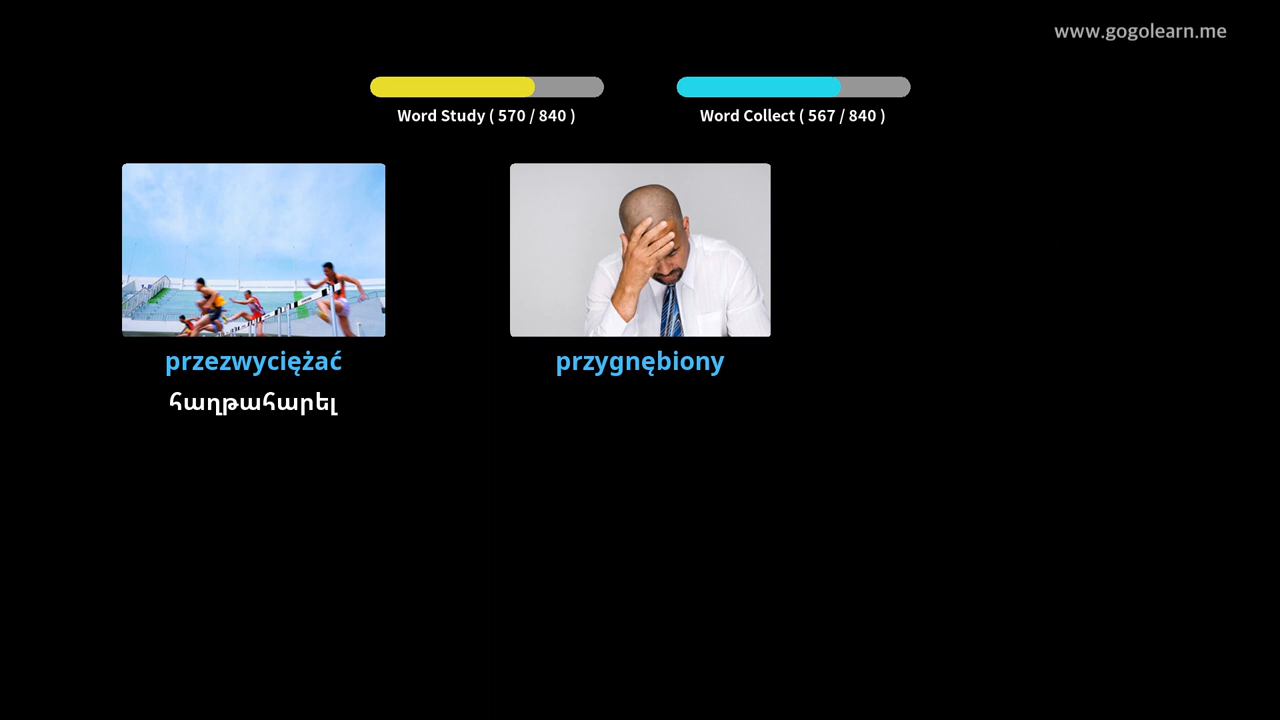 www.gogolearn.me
Word Study ( 570 / 840 )
Word Collect ( 567 / 840 )
przezwyciężać
przygnębiony
հաղթահարել